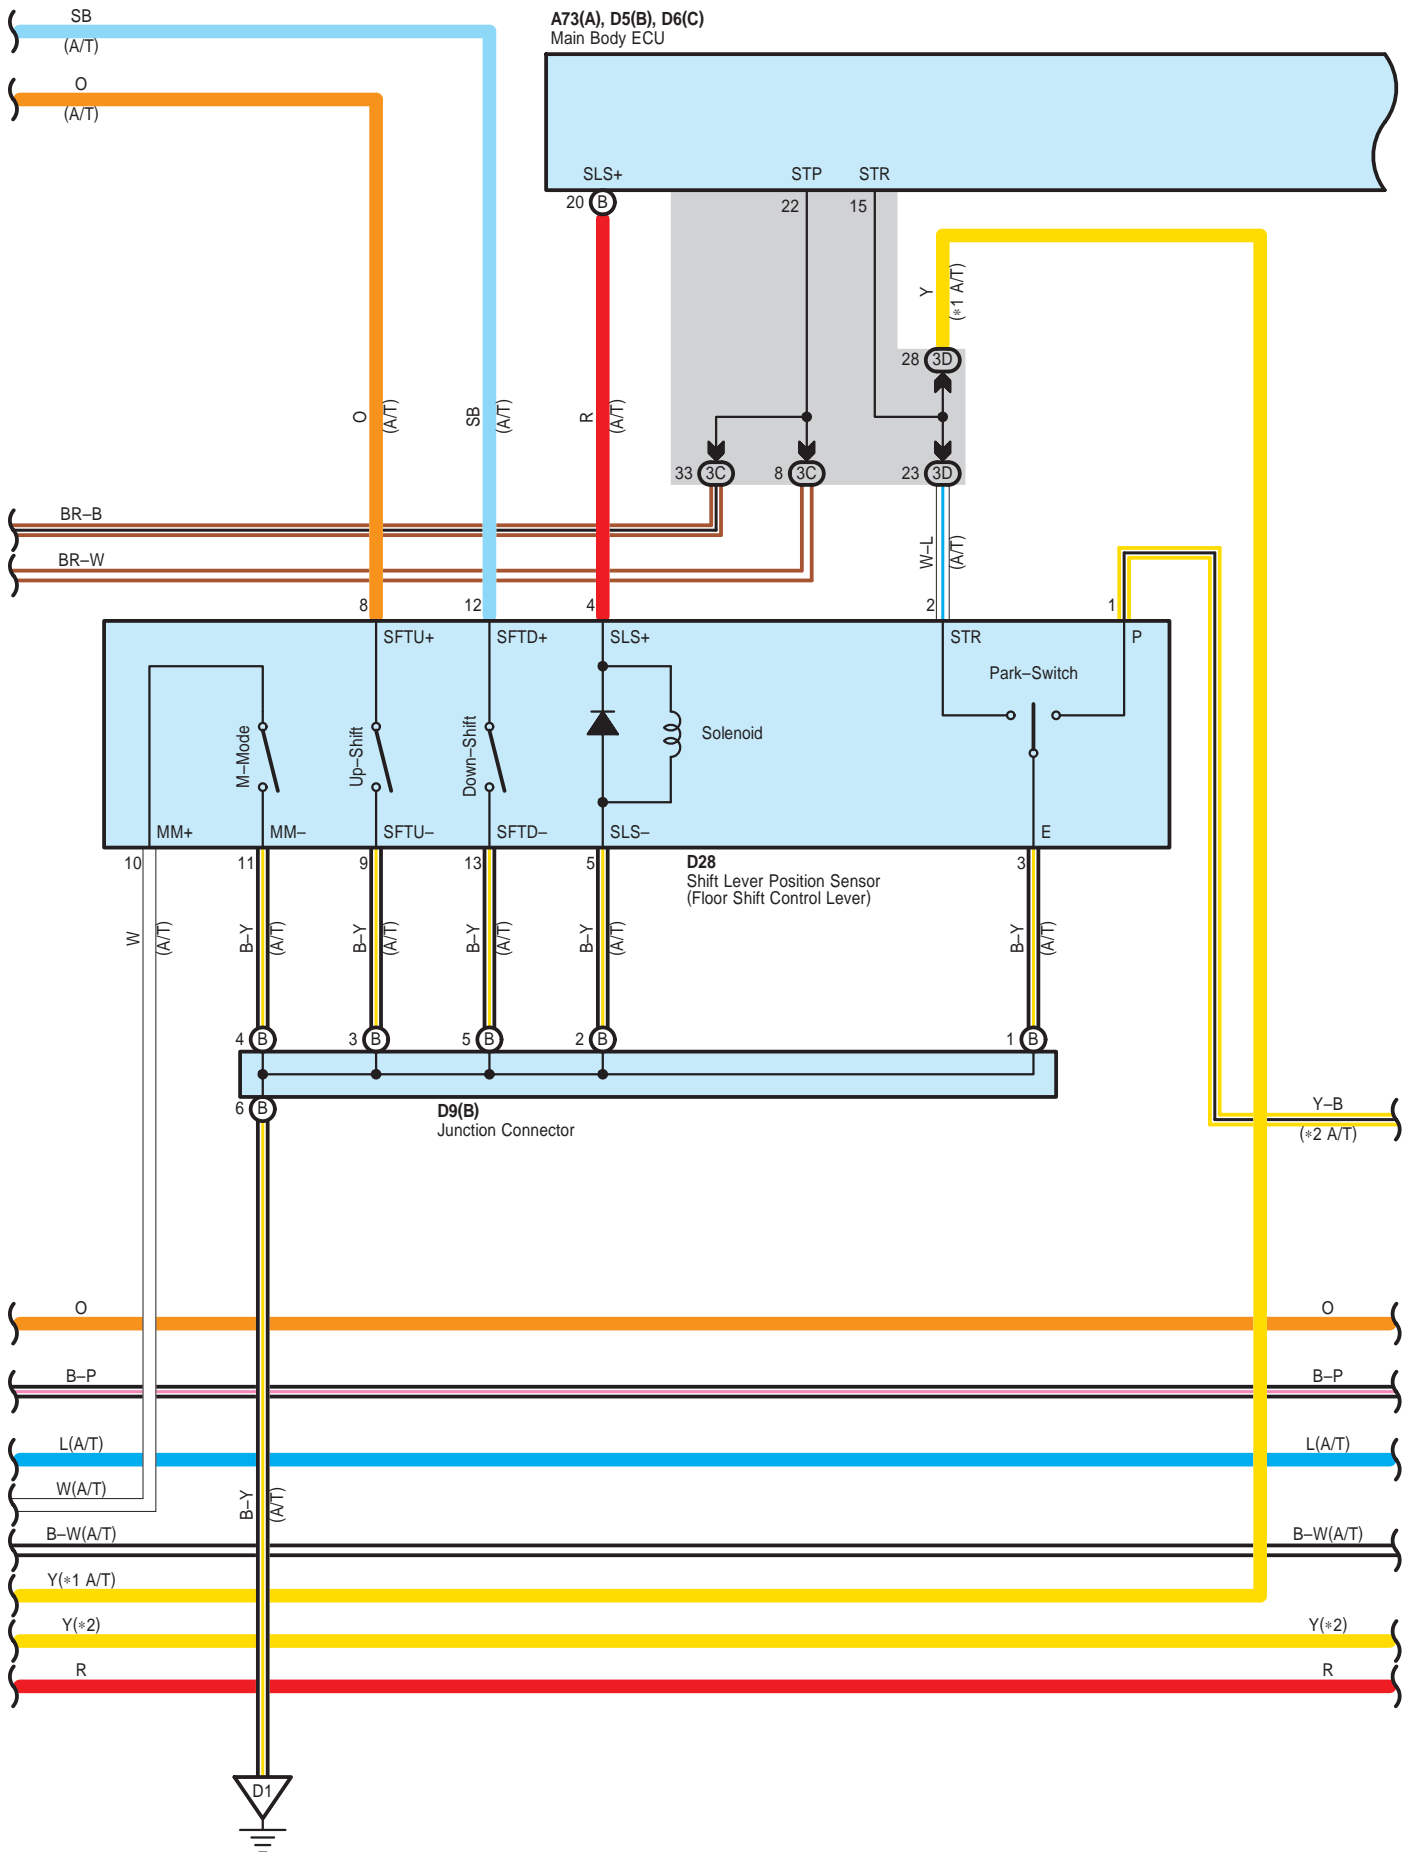 SB
(A/T)
O
(A/T)
A73(A), D5(B), D6(C)
Main Body ECU
SLS+
STP
STR
20 B
22
15
Y
(*1 A/T)
28 3D
O
(A/T)
SB
(A/T)
R
(A/T)
33 3C
8 3C
23 3D
BR–B
BR–W
W–L
(A/T)
8
12
4
2
1
SFTU+
SFTD+
SLS+
STR
P
Park–Switch
M–Mode
Up–Shift
Down–Shift
Solenoid
MM+
MM–
SFTU–
SFTD–
SLS–
E
10
11
9
13
5
3
D28
Shift Lever Position Sensor
(Floor Shift Control Lever)
W
(A/T)
B–Y
(A/T)
B–Y
(A/T)
B–Y
(A/T)
B–Y
(A/T)
B–Y
(A/T)
4 B
3 B
5 B
2 B
1 B
6 B
D9(B)
Junction Connector
Y–B
(*2 A/T)
O
O
B–P
B–P
L(A/T)
L(A/T)
W(A/T)
B–Y
(A/T)
B–W(A/T)
B–W(A/T)
Y(*1 A/T)
Y(*2)
Y(*2)
R
R
D1